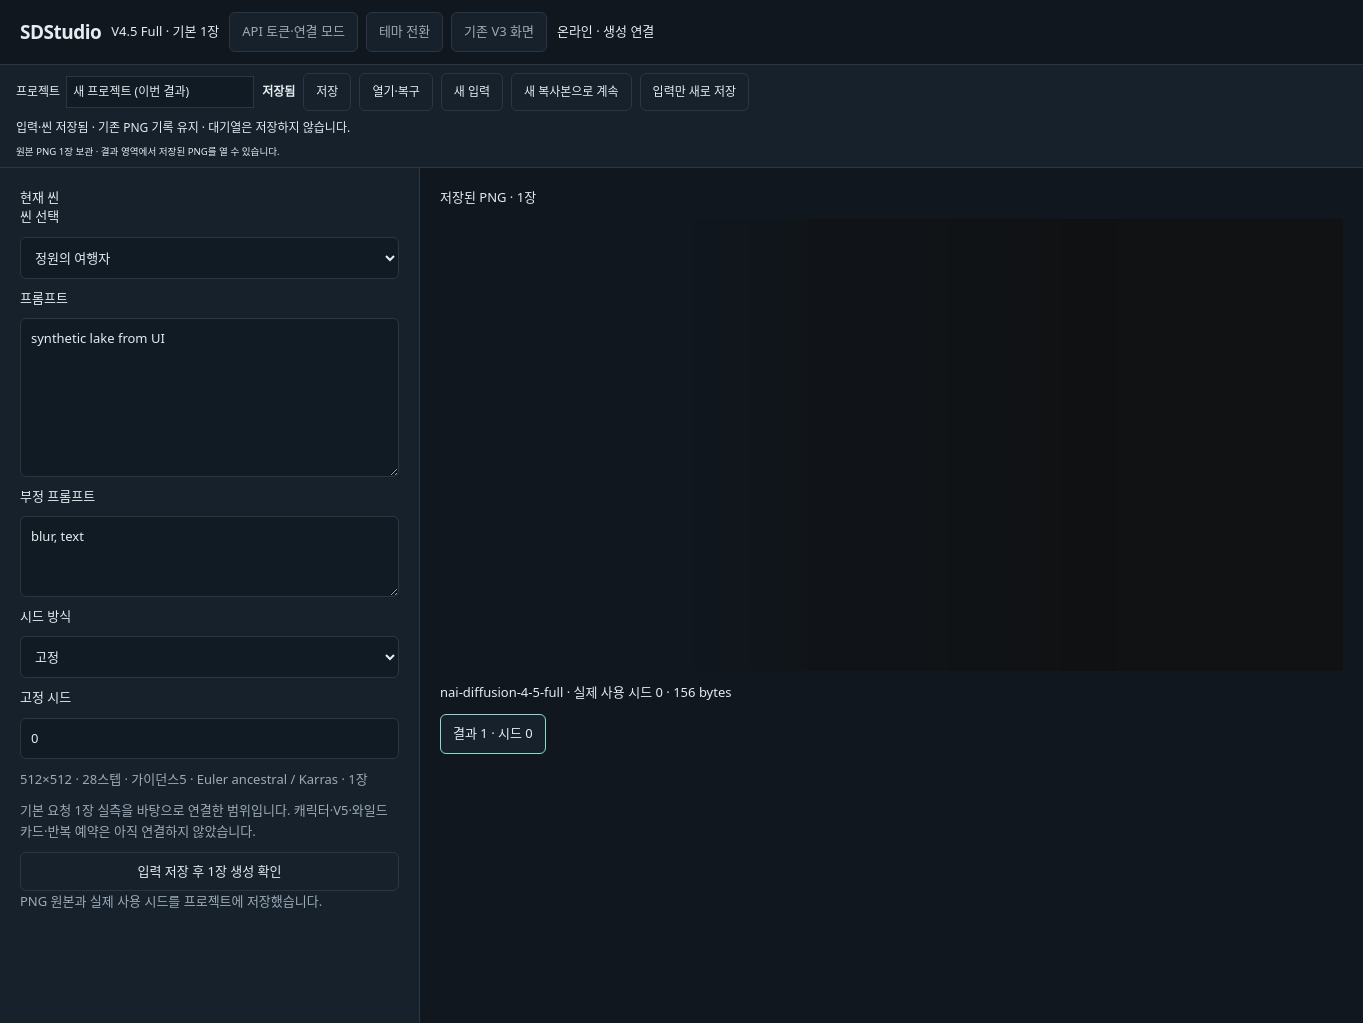 SDStudio V4.5 Full · 기본 1장 API 토큰·연결 모드 테마 전환 기존 V3 화면 온라인 · 생성 연결
프로젝트 새 프로젝트 (이번 결과) 저장됨 저장 열기·복구 새 입력 새 복사본으로 계속 입력만 새로 저장
입력·씬 저장됨 · 기존 PNG 기록 유지 · 대기열은 저장하지 않습니다.
원본 PNG 1장 보관 · 결과 영역에서 저장된 PNG를 열 수 있습니다.
현재 씬
씬 선택
정원의 여행자
프롬프트
synthetic lake from UI
부정 프롬프트
blur, text
시드 방식
고정
고정 시드
0
512×512 · 28스텝 · 가이던스5 · Euler ancestral / Karras · 1장
기본 요청 1장 실측을 바탕으로 연결한 범위입니다. 캐릭터·V5·와일드
카드·반복 예약은 아직 연결하지 않았습니다.
입력 저장 후 1장 생성 확인
PNG 원본과 실제 사용 시드를 프로젝트에 저장했습니다.
저장된 PNG · 1장
nai-diffusion-4-5-full · 실제 사용 시드 0 · 156 bytes
결과 1 · 시드 0